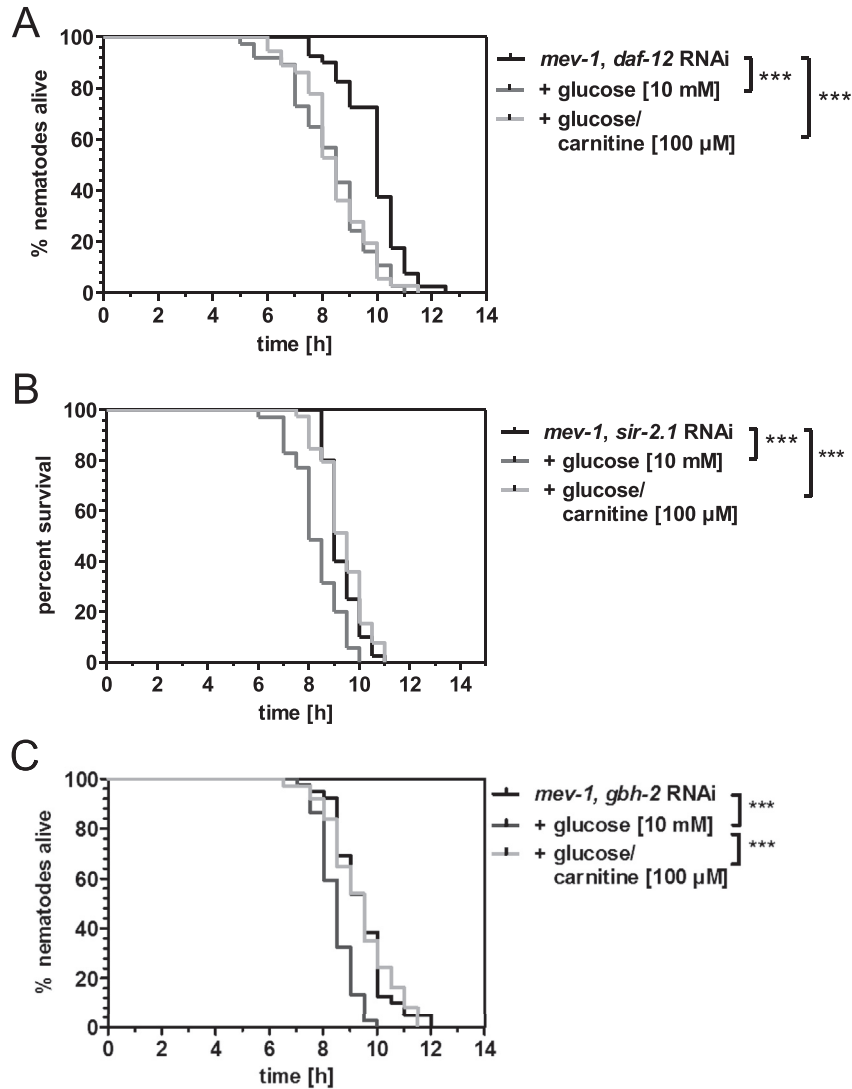 A
100
80
60
40
20
0
% nematodes alive
0 2 4 6 8 10 12 14
time [h]
mev-1, daf-12 RNAi
+ glucose [10 mM]
+ glucose/
carnitine [100 µM]
***
***
B
100
80
60
40
20
0
percent survival
0 2 4 6 8 10 12 14
time [h]
mev-1, sir-2.1 RNAi
+ glucose [10 mM]
+ glucose/
carnitine [100 µM]
***
***
C
100
80
60
40
20
0
% nematodes alive
0 2 4 6 8 10 12 14
time [h]
mev-1, gbh-2 RNAi
+ glucose [10 mM]
+ glucose/
carnitine [100 µM]
***
***